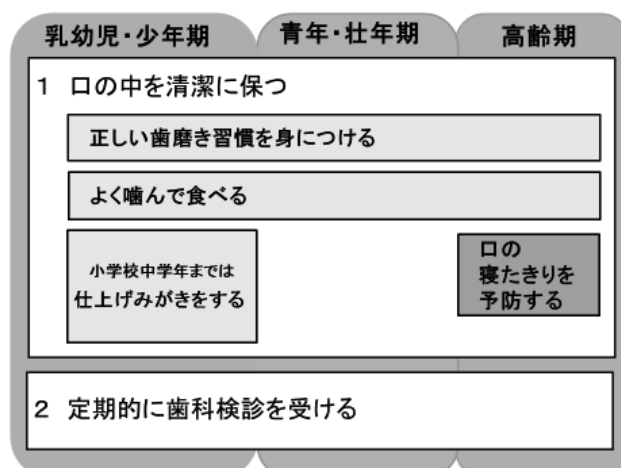 乳幼児・少年期
青年・壮年期
高齢期
1 口の中を清潔に保つ
正しい歯磨き習慣を身につける
よく噛んで食べる
小学校中学年までは
仕上げみがきをする
口の
寝たきりを
予防する
2 定期的に歯科検診を受ける